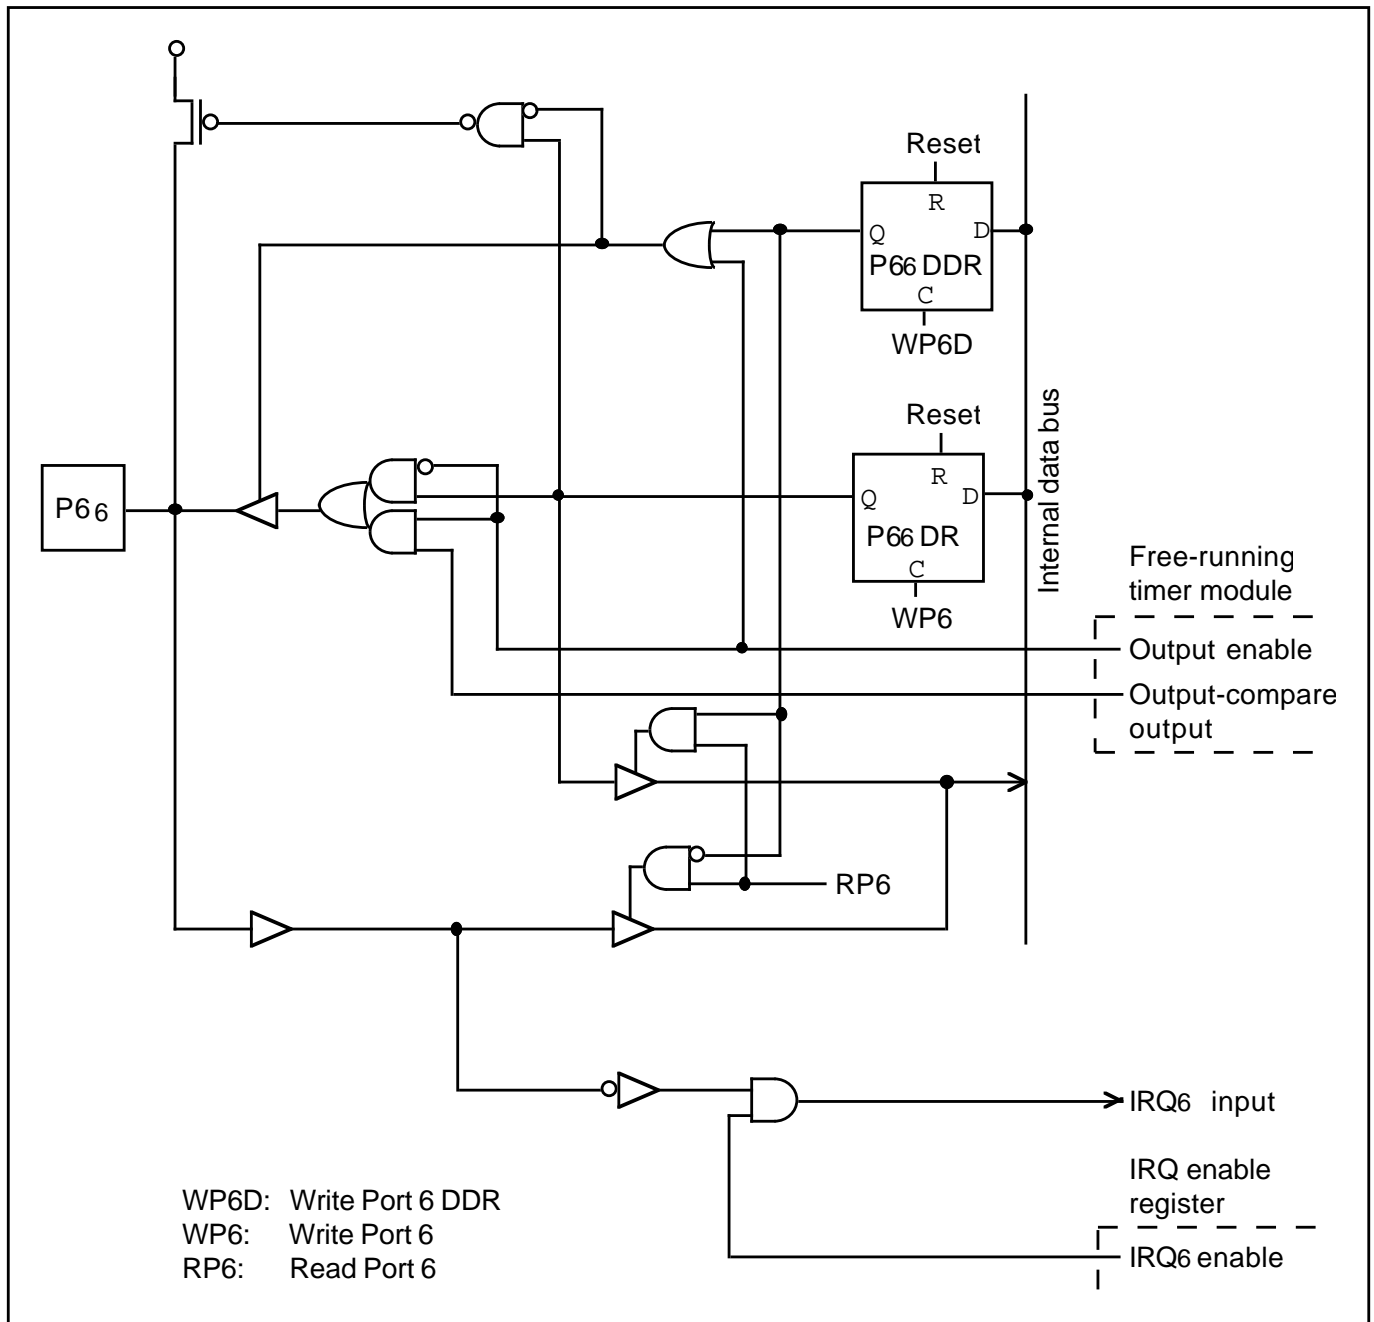 Reset
R
Q
D
P66 DDR
C
WP6D
Reset
R
Q
D
P66 DR
C
WP6
Internal data bus
P66
Free-running
timer module
Output enable
Output-compare
output
RP6
IRQ6 input
IRQ enable
register
IRQ6 enable
WP6D: Write Port 6 DDR
WP6: Write Port 6
RP6: Read Port 6